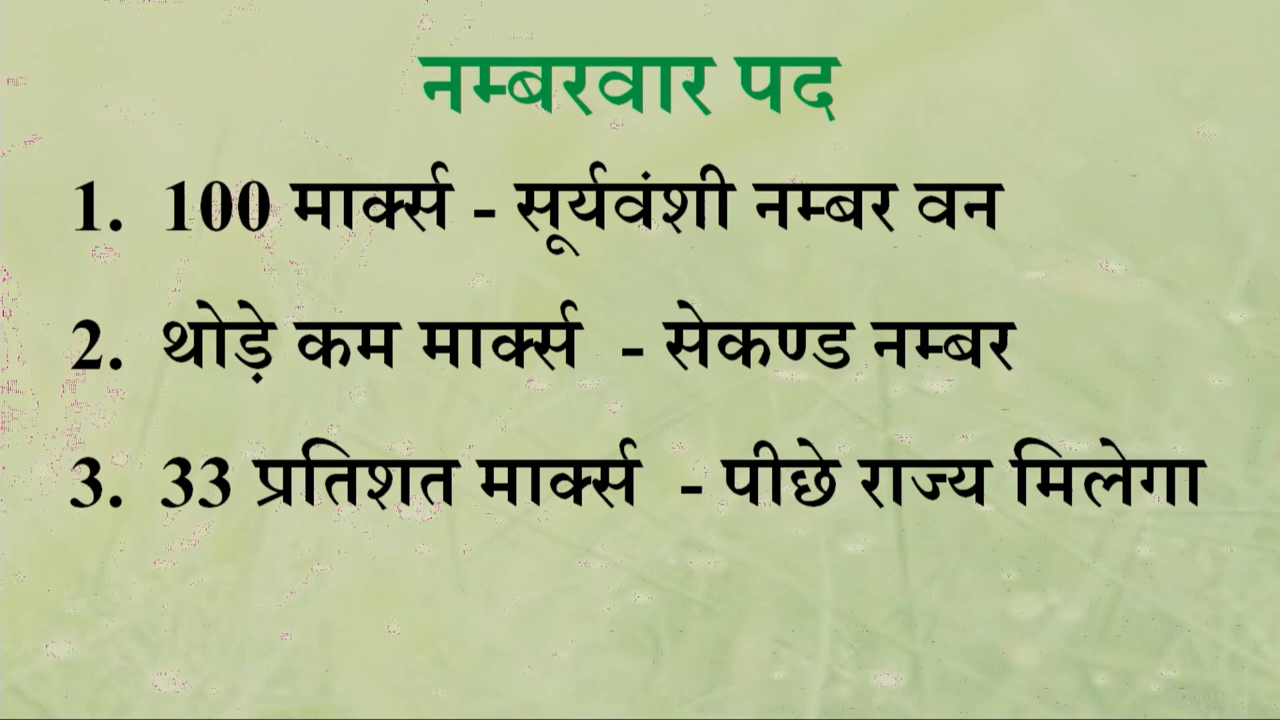 नम्बरवार पद
1. 100 मार्क्स - सूर्यवंशी नम्बर वन
2. थोड़े कम मार्क्स - सेकण्ड नम्बर
3. 33 प्रतिशत मार्क्स - पीछे राज्य मिलेगा